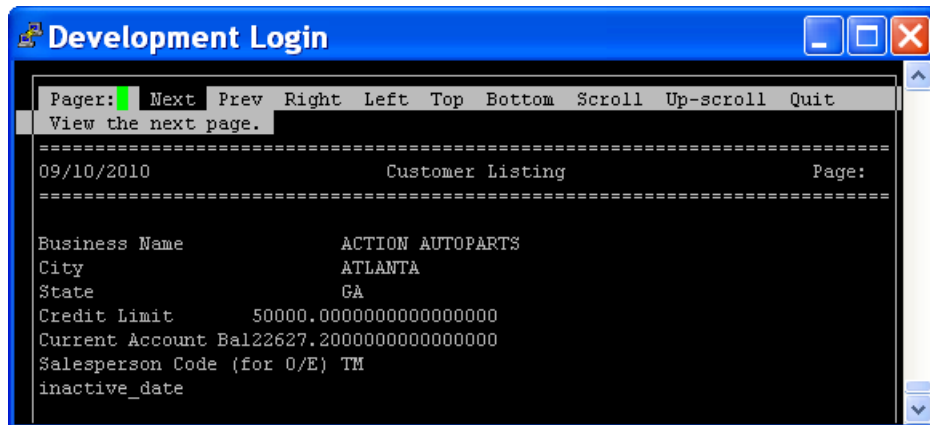 Development Login
Pager: Next Prev Right Left Top Bottom Scroll Up-scroll Quit
View the next page.
================================================================================
09/10/2010 Customer Listing Page:
================================================================================
Business Name ACTION AUTOPARTS
City ATLANTA
State GA
Credit Limit 50000.0000000000000000
Current Account Bal22627.2000000000000000
Salesperson Code (for O/E) TM
inactive_date